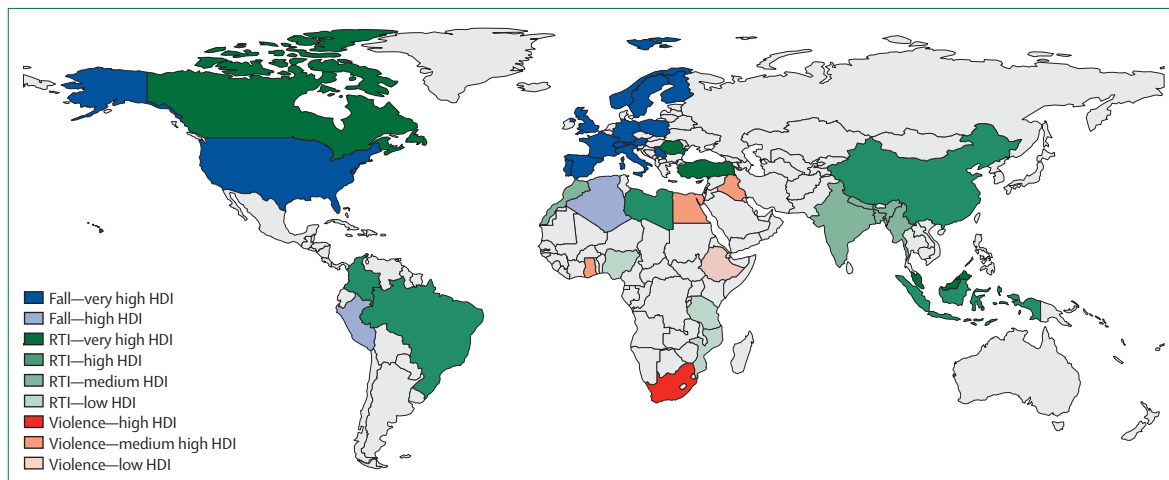 Fall—very high HDI
Fall—high HDI
RTI—very high HDI
RTI—high HDI
RTI—medium HDI
RTI—low HDI
Violence—high HDI
Violence—medium high HDI
Violence—low HDI